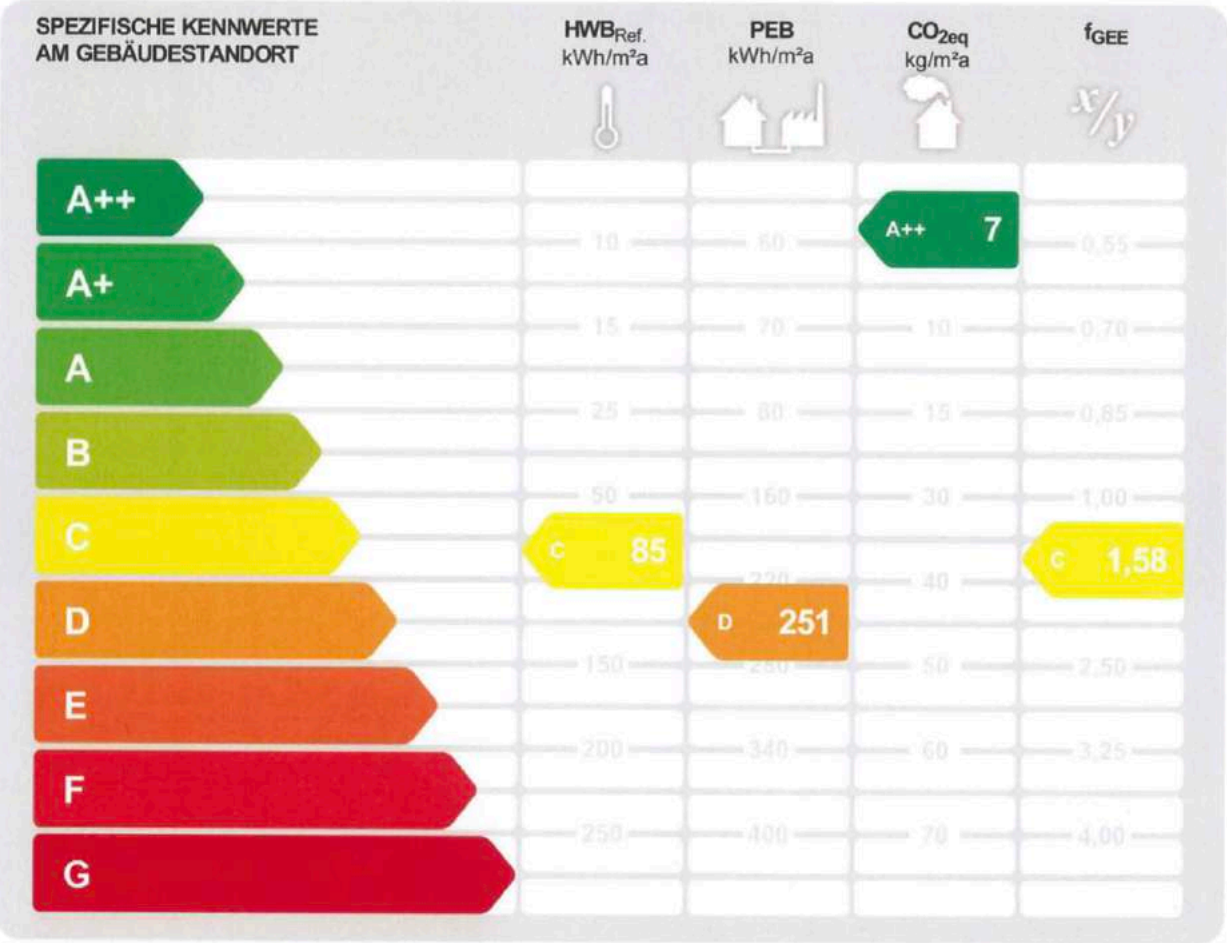 SPEZIFISCHE KENNWERTE
AM GEBÄUDESTANDORT
HWBRef.
kWh/m²a
PEB
kWh/m²a
CO2eq
kg/m²a
fGEE
x/y
A++
A++ 7
10 60 0,55
A+
15 70 10 0,70
A
25 80 15 0,85
B
50 160 30 1,00
C
C 85
C 1,58
220 40
D
D 251
150 280 50 2,50
E
200 340 60 3,25
F
250 400 70 4,00
G